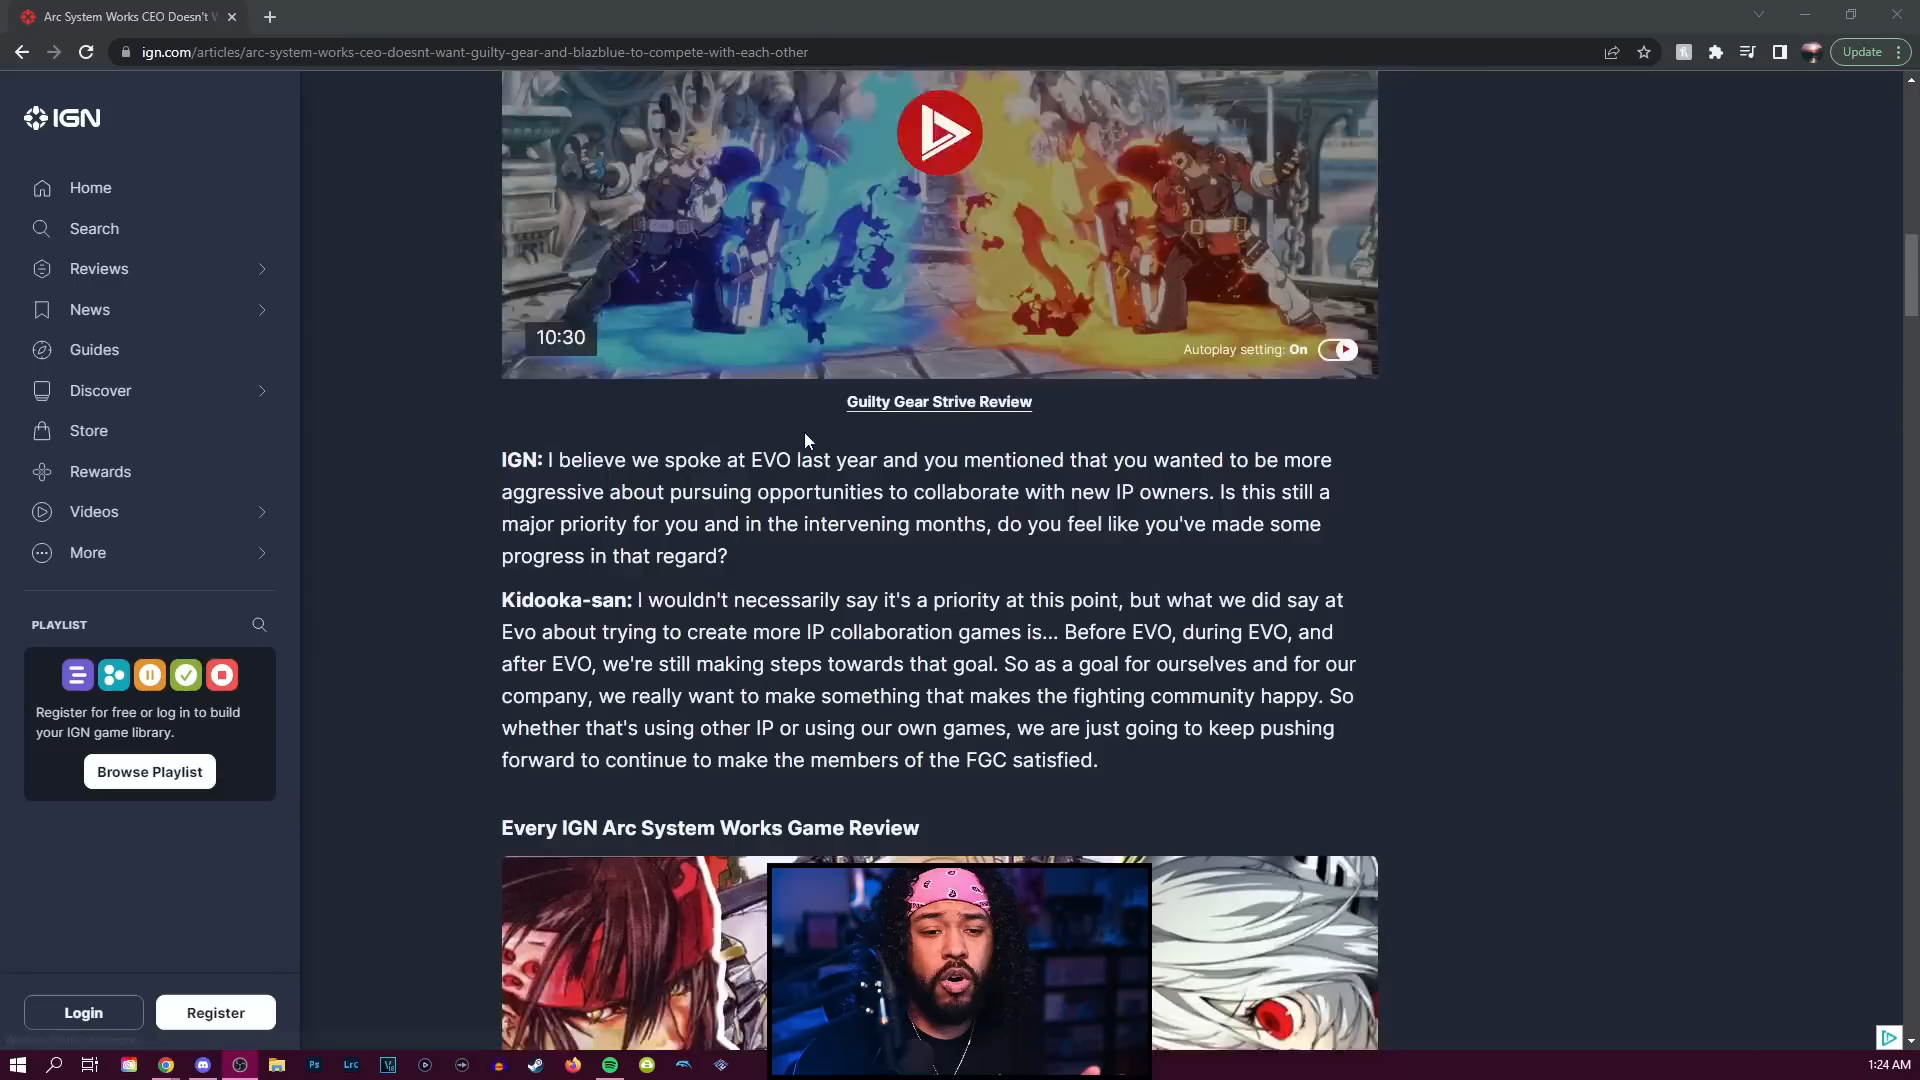 Arc System Works CEO Doesn't W
ign.com/articles/arc-system-works-ceo-doesnt-want-guilty-gear-and-blazblue-to-compete-with-each-other
Update
IGN
Home
Search
Reviews
News
Guides
Discover
Store
Rewards
Videos
More
PLAYLIST
Register for free or log in to build
your IGN game library.
Browse Playlist
Login
Register
10:30
Autoplay setting: On
Guilty Gear Strive Review
IGN: I believe we spoke at EVO last year and you mentioned that you wanted to be more
aggressive about pursuing opportunities to collaborate with new IP owners. Is this still a
major priority for you and in the intervening months, do you feel like you've made some
progress in that regard?
Kidooka-san: I wouldn't necessarily say it's a priority at this point, but what we did say at
Evo about trying to create more IP collaboration games is... Before EVO, during EVO, and
after EVO, we're still making steps towards that goal. So as a goal for ourselves and for our
company, we really want to make something that makes the fighting community happy. So
whether that's using other IP or using our own games, we are just going to keep pushing
forward to continue to make the members of the FGC satisfied.
Every IGN Arc System Works Game Review
Ps
Lrc
1:24 AM